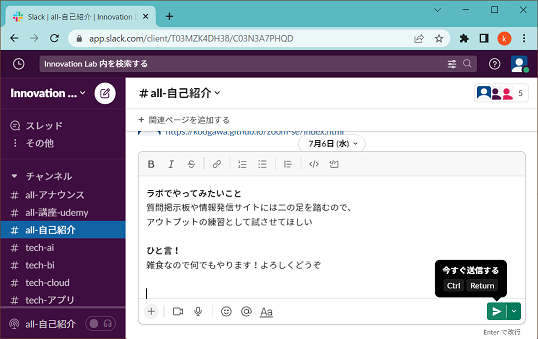 Slack | all-自己紹介 | Innovation L
app.slack.com/client/T03MZK4DH38/C03N3A7PHQD
k
Innovation Lab 内を検索する
Innovation ...
スレッド
その他
チャンネル
# all-アナウンス
# all-講座-udemy
# all-自己紹介
# tech-ai
# tech-bi
# tech-cloud
# tech-アプリ
all-自己紹介
# all-自己紹介
5
+ 関連ページを追加する
https://koogawa.github.io/zoom-se/index.html
7月6日 (水)
B I S
ラボでやってみたいこと
質問掲示板や情報発信サイトには二の足を踏むので、
アウトプットの練習として試させてほしい
ひと言！
雑食なので何でもやります！よろしくどうぞ
今すぐ送信する
Ctrl Return
Aa
Enter で改行